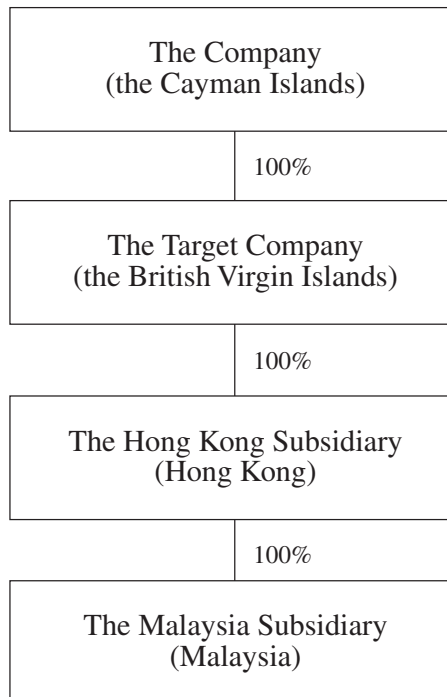 The Company
(the Cayman Islands)
100%
The Target Company
(the British Virgin Islands)
100%
The Hong Kong Subsidiary
(Hong Kong)
100%
The Malaysia Subsidiary
(Malaysia)